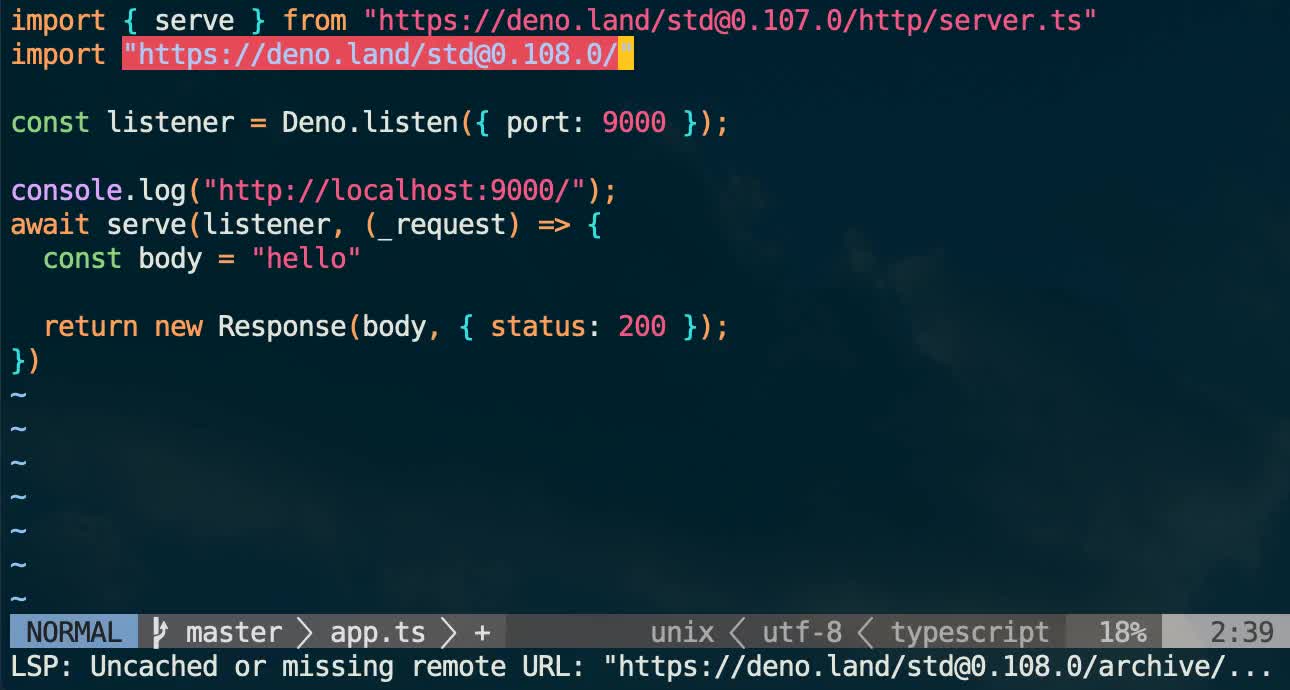 import { serve } from "https://deno.land/std@0.107.0/http/server.ts"
import "https://deno.land/std@0.108.0/"
const listener = Deno.listen({ port: 9000 });
console.log("http://localhost:9000/");
await serve(listener, (_request) => {
  const body = "hello"
  return new Response(body, { status: 200 });
})
~
~
~
~
~
~
~
NORMAL master > app.ts > + unix < utf-8 < typescript 18% 2:39
LSP: Uncached or missing remote URL: "https://deno.land/std@0.108.0/archive/...